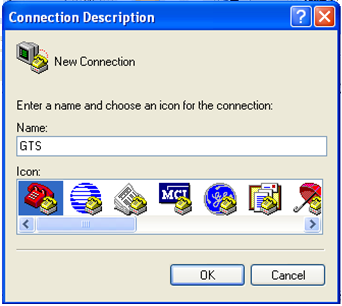 Connection Description
New Connection
Enter a name and choose an icon for the connection:
Name:
GTS
Icon:
MCI
OK
Cancel